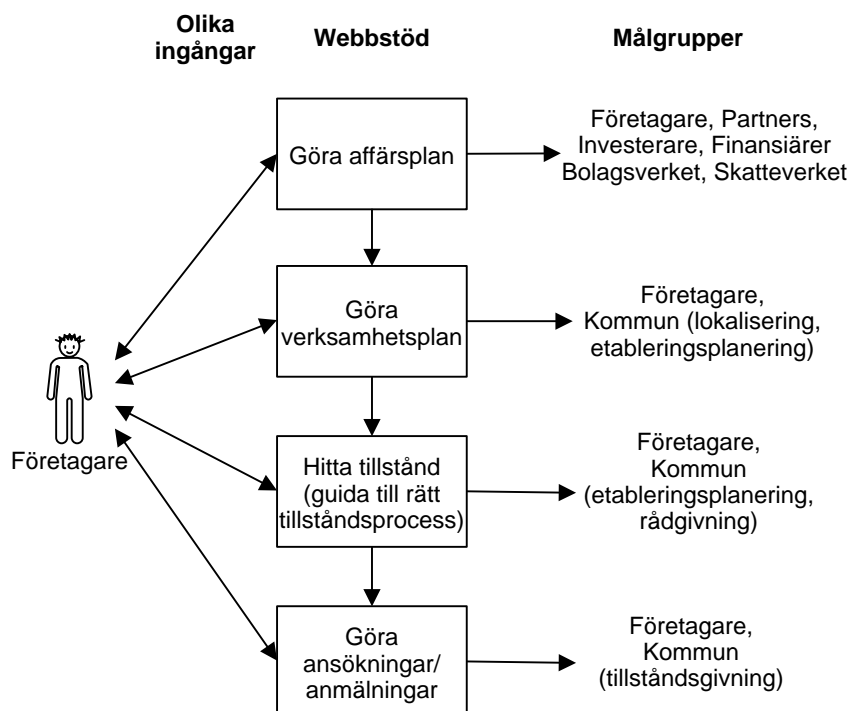 Olika
ingångar
Webbstöd
Målgrupper
Göra affärsplan
Företagare, Partners,
Investerare, Finansiärer
Bolagsverket, Skatteverket
Göra
verksamhetsplan
Företagare,
Kommun (lokalisering,
etableringsplanering)
Företagare
Hitta tillstånd
(guida till rätt
tillståndsprocess)
Företagare,
Kommun
(etableringsplanering,
rådgivning)
Göra
ansökningar/
anmälningar
Företagare,
Kommun
(tillståndsgivning)